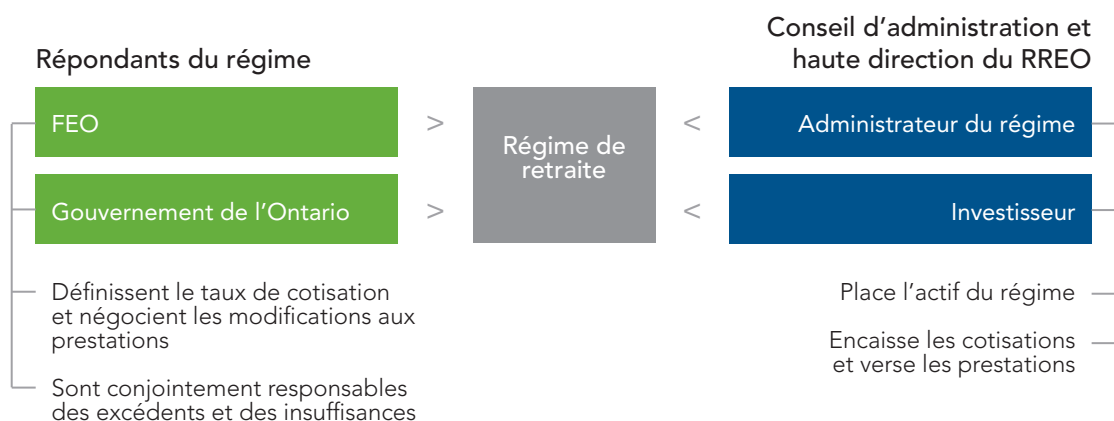 Répondants du régime
FEO
>
Gouvernement de l’Ontario
>
Définissent le taux de cotisation
et négocient les modifications aux
prestations
Sont conjointement responsables
des excédents et des insuffisances
Régime de
retraite
Conseil d’administration et
haute direction du RREO
<
Administrateur du régime
<
Investisseur
Place l’actif du régime
Encaisse les cotisations
et verse les prestations